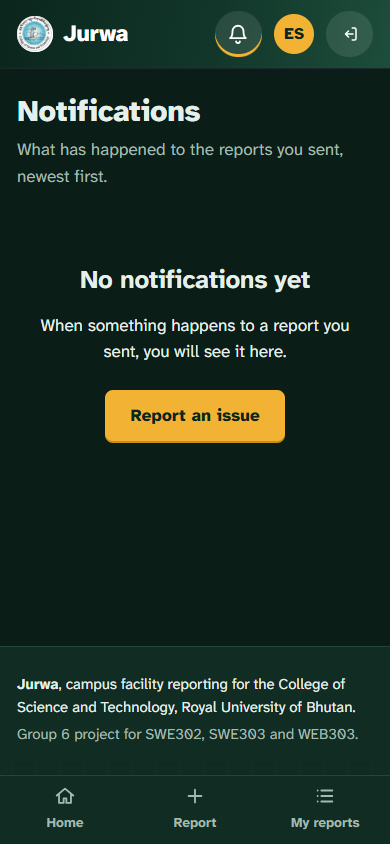 Jurwa
ES
Notifications
What has happened to the reports you sent,
newest first.
No notifications yet
When something happens to a report you
sent, you will see it here.
Report an issue
Jurwa, campus facility reporting for the College of
Science and Technology, Royal University of Bhutan.
Group 6 project for SWE302, SWE303 and WEB303.
Home
Report
My reports